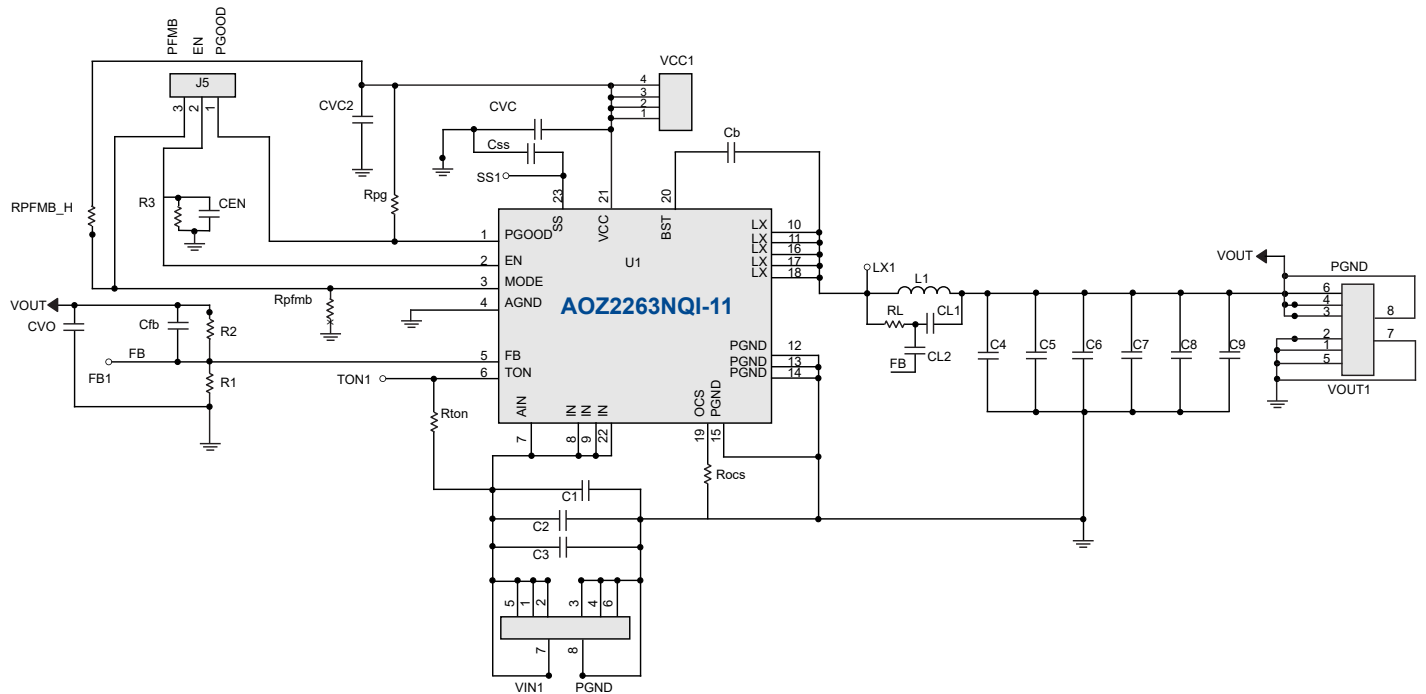 PFMB
EN
PGOOD
J5
3
2
1
CVC2
CVC
VCC1
4
3
2
1
Css
SS1
Cb
Rpg
R3
CEN
RPFMB_H
23
21
20
SS
VCC
BST
U1
1
PGOOD
2
EN
3
MODE
4
AGND
5
FB
6
TON
AOZ2263NQI-11
LX
10
LX
11
LX
16
LX
17
LX
18
PGND
12
PGND
13
PGND
14
AIN
IN
IN
IN
OCS
PGND
7
8
9
22
19
15
Rpfmb
VOUT
CVO
Cfb
R2
FB
FB1
R1
TON1
Rton
Rocs
C1
C2
C3
5
1
2
3
4
6
7
8
VIN1
PGND
LX1
L1
RL
CL1
CL2
FB
C4
C5
C6
C7
C8
C9
VOUT
PGND
6
4
3
2
1
5
8
7
VOUT1